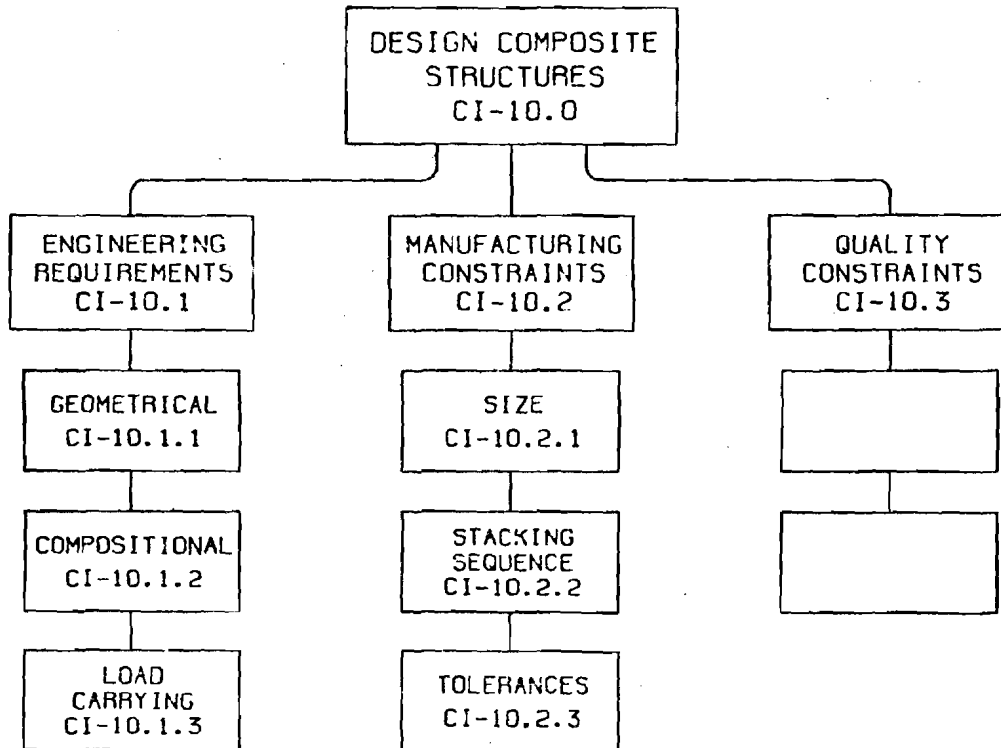 DESIGN COMPOSITE
STRUCTURES
CI-10.0
ENGINEERING
REQUIREMENTS
CI-10.1
GEOMETRICAL
CI-10.1.1
COMPOSITIONAL
CI-10.1.2
LOAD
CARRYING
CI-10.1.3
MANUFACTURING
CONSTRAINTS
CI-10.2
SIZE
CI-10.2.1
STACKING
SEQUENCE
CI-10.2.2
TOLERANCES
CI-10.2.3
QUALITY
CONSTRAINTS
CI-10.3